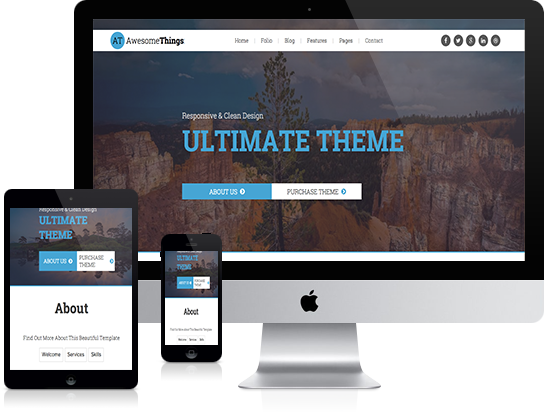 AT AwesomeThings
Home Folio Blog Features Pages Contact
Responsive & Clean Design
ULTIMATE THEME
ABOUT US PURCHASE THEME
Responsive & Clean Design
ULTIMATE
THEME
ABOUT US PURCHASE
THEME
About
Find Out More About This Beautiful Template
Welcome Services Skills
ULTIMATE
THEME
ABOUT US PURCHASE
THEME
About
Find Out More About This Beautiful Template
Welcome Services Skills